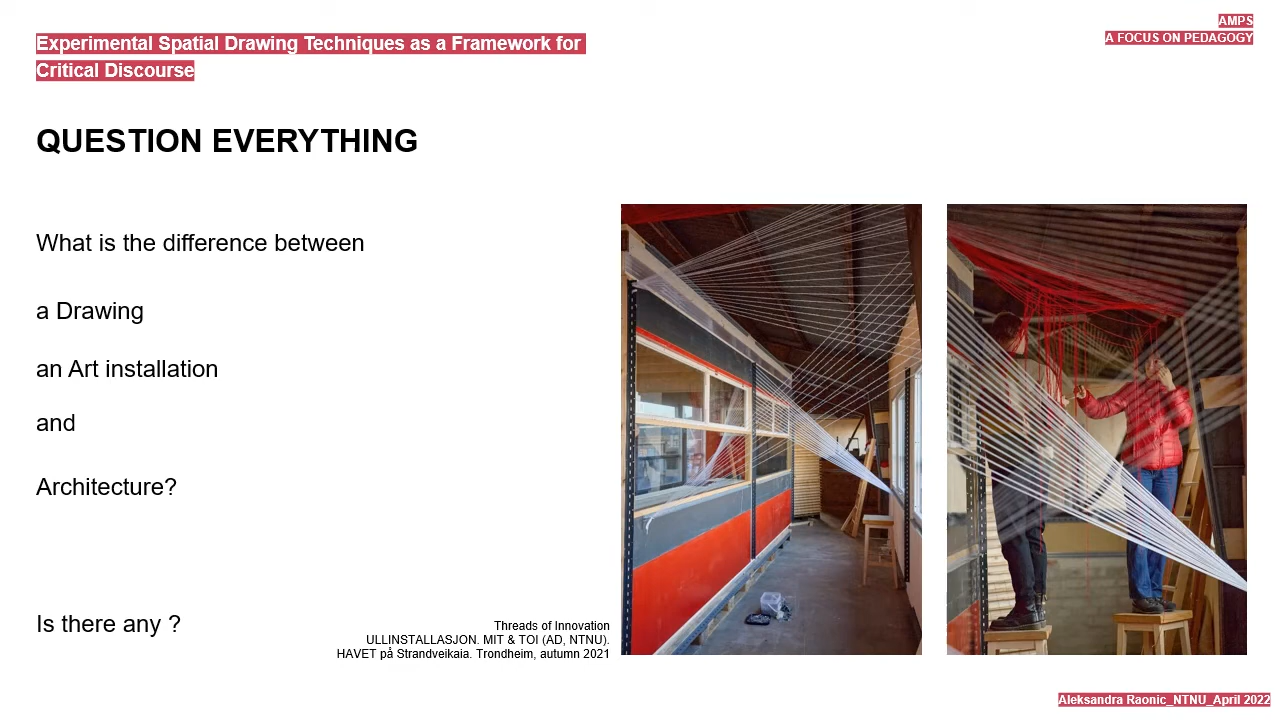 Experimental Spatial Drawing Techniques as a Framework for
Critical Discourse
AMPS
A FOCUS ON PEDAGOGY
QUESTION EVERYTHING
What is the difference between
a Drawing
an Art installation
and
Architecture?
Is there any ?
Threads of Innovation
ULLINSTALLASJON. MIT & TOI (AD, NTNU).
HAVET på Strandveikaia. Trondheim, autumn 2021
Aleksandra Raonic_NTNU_April 2022